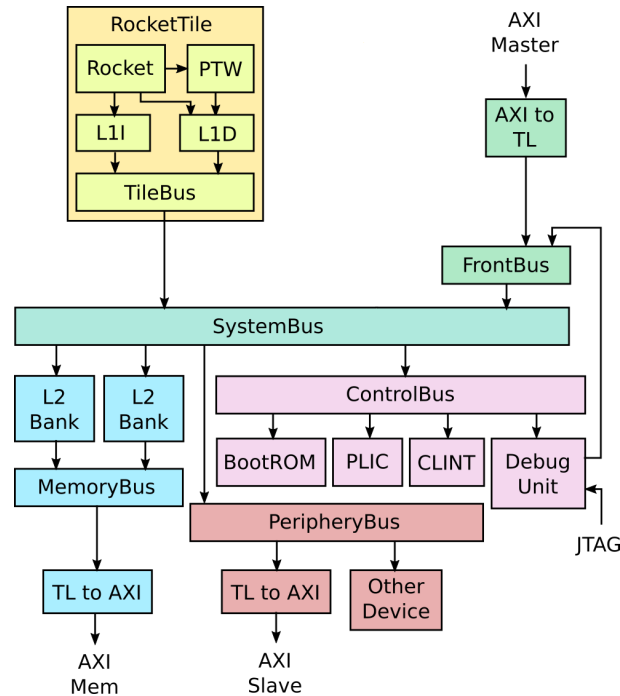 RocketTile
Rocket
PTW
L1I
L1D
TileBus
AXI
Master
AXI to
TL
FrontBus
SystemBus
L2
Bank
L2
Bank
ControlBus
BootROM
PLIC
CLINT
Debug
Unit
MemoryBus
PeripheryBus
JTAG
TL to AXI
TL to AXI
Other
Device
AXI
Mem
AXI
Slave